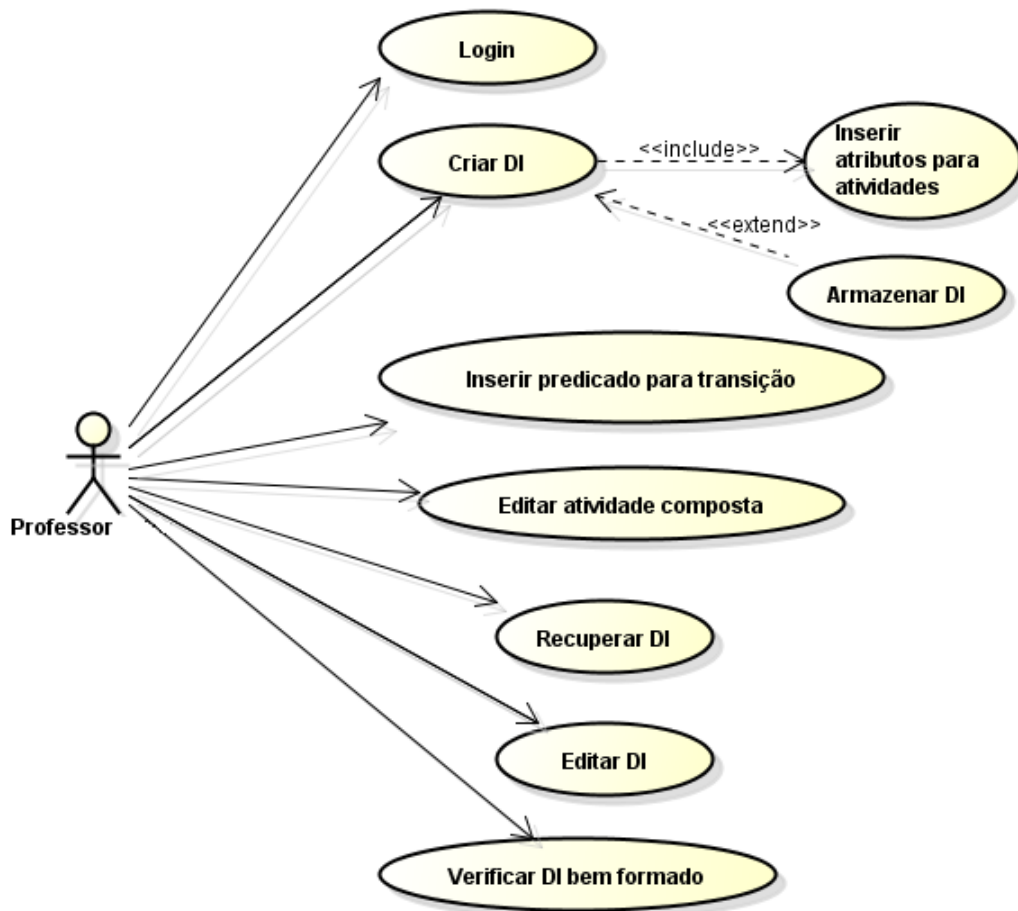 Login
Criar DI
<<include>>
Inserir
atributos para
atividades
<<extend>>
Armazenar DI
Inserir predicado para transição
Professor
Editar atividade composta
Recuperar DI
Editar DI
Verificar DI bem formado